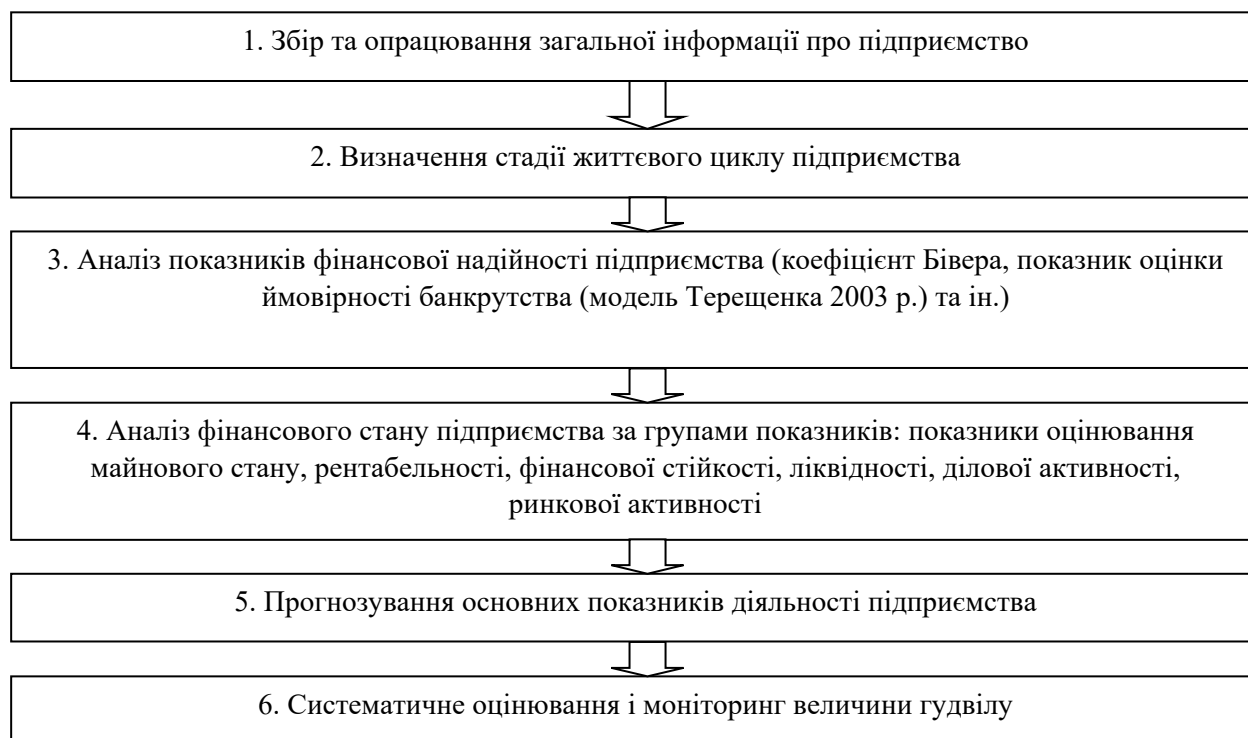 1. Збір та опрацювання загальної інформації про підприємство
2. Визначення стадії життєвого циклу підприємства
3. Аналіз показників фінансової надійності підприємства (коефіцієнт Бівера, показник оцінки
ймовірності банкрутства (модель Терещенка 2003 р.) та ін.)
4. Аналіз фінансового стану підприємства за групами показників: показники оцінювання
майнового стану, рентабельності, фінансової стійкості, ліквідності, ділової активності,
ринкової активності
5. Прогнозування основних показників діяльності підприємства
6. Систематичне оцінювання і моніторинг величини гудвілу